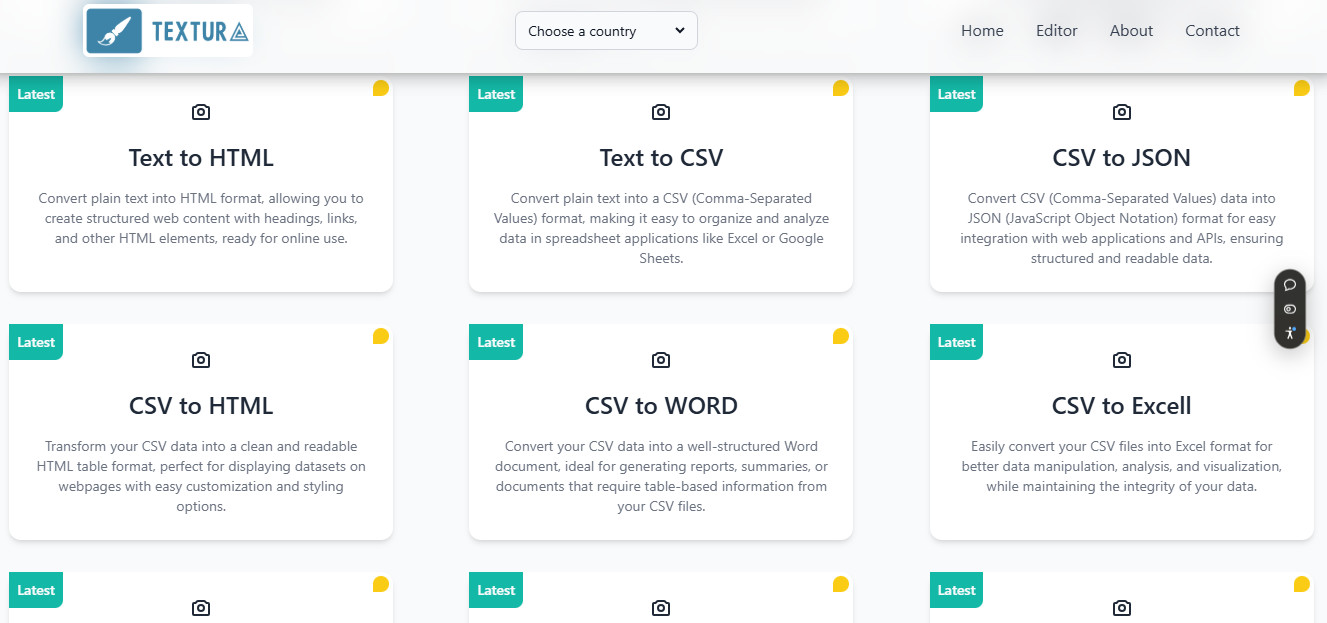 TEXTURA
Choose a country
Home
Editor
About
Contact
Latest
Text to HTML
Convert plain text into HTML format, allowing you to
create structured web content with headings, links,
and other HTML elements, ready for online use.
Latest
Text to CSV
Convert plain text into a CSV (Comma-Separated
Values) format, making it easy to organize and analyze
data in spreadsheet applications like Excel or Google
Sheets.
Latest
CSV to JSON
Convert CSV (Comma-Separated Values) data into
JSON (JavaScript Object Notation) format for easy
integration with web applications and APIs, ensuring
structured and readable data.
Latest
CSV to HTML
Transform your CSV data into a clean and readable
HTML table format, perfect for displaying datasets on
webpages with easy customization and styling
options.
Latest
CSV to WORD
Convert your CSV data into a well-structured Word
document, ideal for generating reports, summaries, or
documents that require table-based information from
your CSV files.
Latest
CSV to Excell
Easily convert your CSV files into Excel format for
better data manipulation, analysis, and visualization,
while maintaining the integrity of your data.
Latest
Latest
Latest